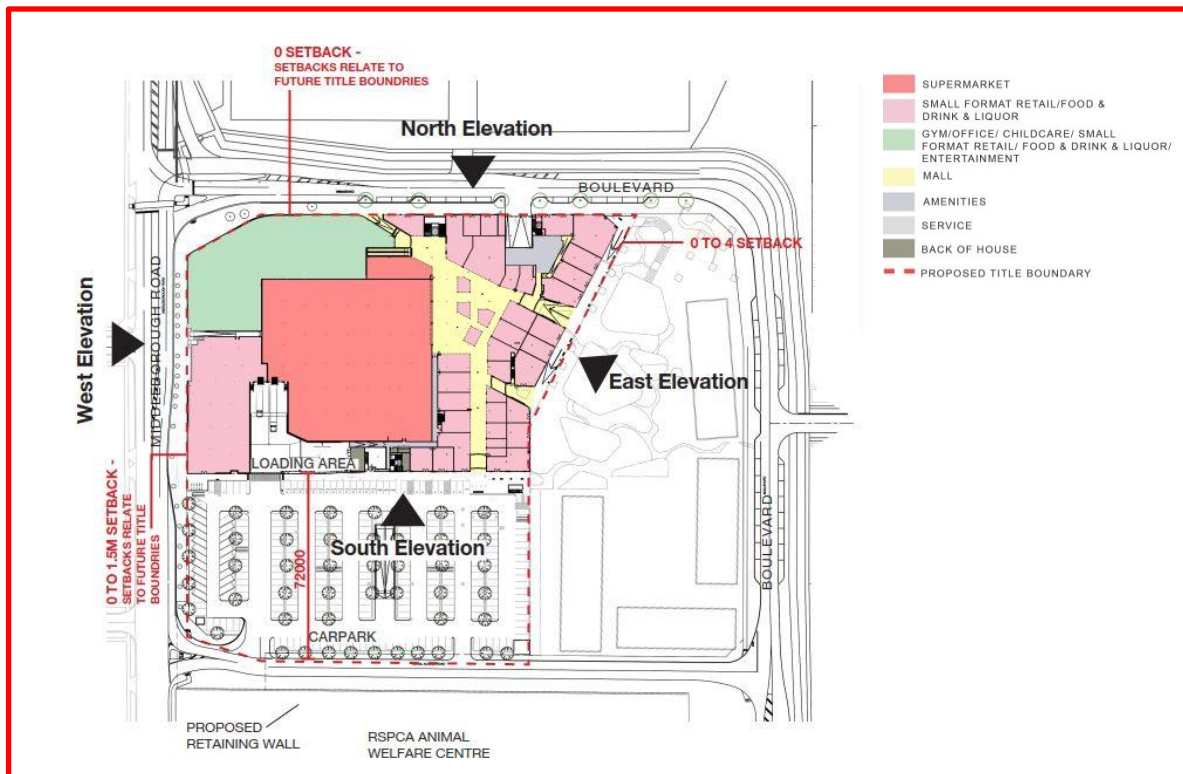 0 SETBACK -
SETBACKS RELATE TO
FUTURE TITLE BOUNDRIES
North Elevation
BOULEVARD
0 TO 4 SETBACK
West Elevation
MIDDLEBOROUGH ROAD
East Elevation
LOADING AREA
0 TO 1.5M SETBACK -
SETBACKS RELATE
TO FUTURE TITLE
BOUNDRIES
South Elevation
72000
CARPARK
BOULEVARD
PROPOSED
RETAINING WALL
RSPCA ANIMAL
WELFARE CENTRE
SUPERMARKET
SMALL FORMAT RETAIL/FOOD &
DRINK & LIQUOR
GYM/OFFICE/ CHILDCARE/ SMALL
FORMAT RETAIL/ FOOD & DRINK & LIQUOR/
ENTERTAINMENT
MALL
AMENITIES
SERVICE
BACK OF HOUSE
PROPOSED TITLE BOUNDARY